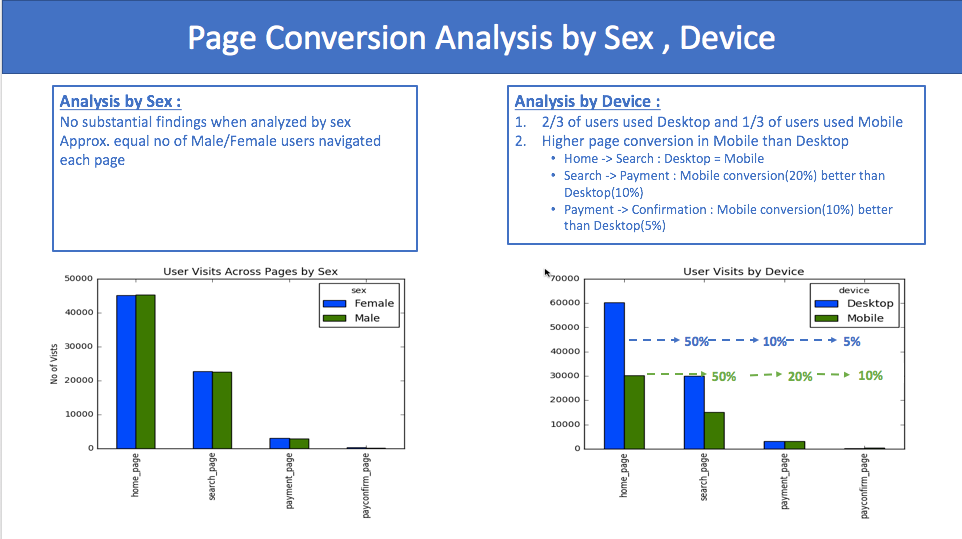 Page Conversion Analysis by Sex , Device
Analysis by Sex :
No substantial findings when analyzed by sex
Approx. equal no of Male/Female users navigated
each page
Analysis by Device :
1. 2/3 of users used Desktop and 1/3 of users used Mobile
2. Higher page conversion in Mobile than Desktop
• Home -> Search : Desktop = Mobile
• Search -> Payment : Mobile conversion(20%) better than
Desktop(10%)
• Payment -> Confirmation : Mobile conversion(10%) better
than Desktop(5%)
User Visits Across Pages by Sex
50000
40000
30000
20000
10000
0
No of Vists
sex
Female
Male
home_page
search_page
payment_page
payconfirm_page
User Visits by Device
70000
60000
50000
40000
30000
20000
10000
0
device
Desktop
Mobile
50%
10%
5%
50%
20%
10%
home_page
search_page
payment_page
payconfirm_page